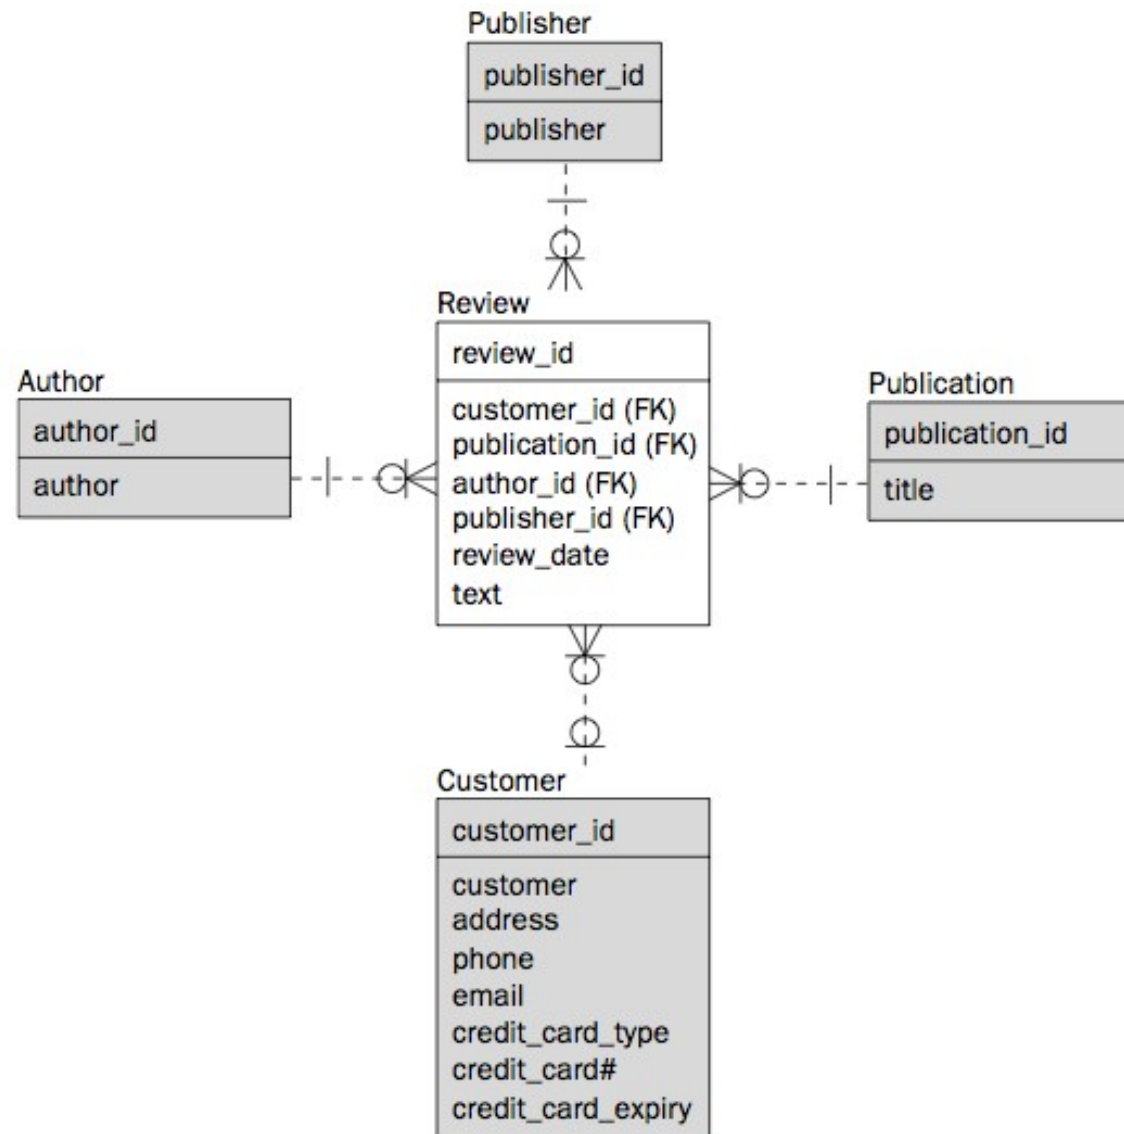 Publisher
publisher_id
publisher
Review
review_id
customer_id (FK)
publication_id (FK)
author_id (FK)
publisher_id (FK)
review_date
text
Author
author_id
author
Publication
publication_id
title
Customer
customer_id
customer
address
phone
email
credit_card_type
credit_card#
credit_card_expiry